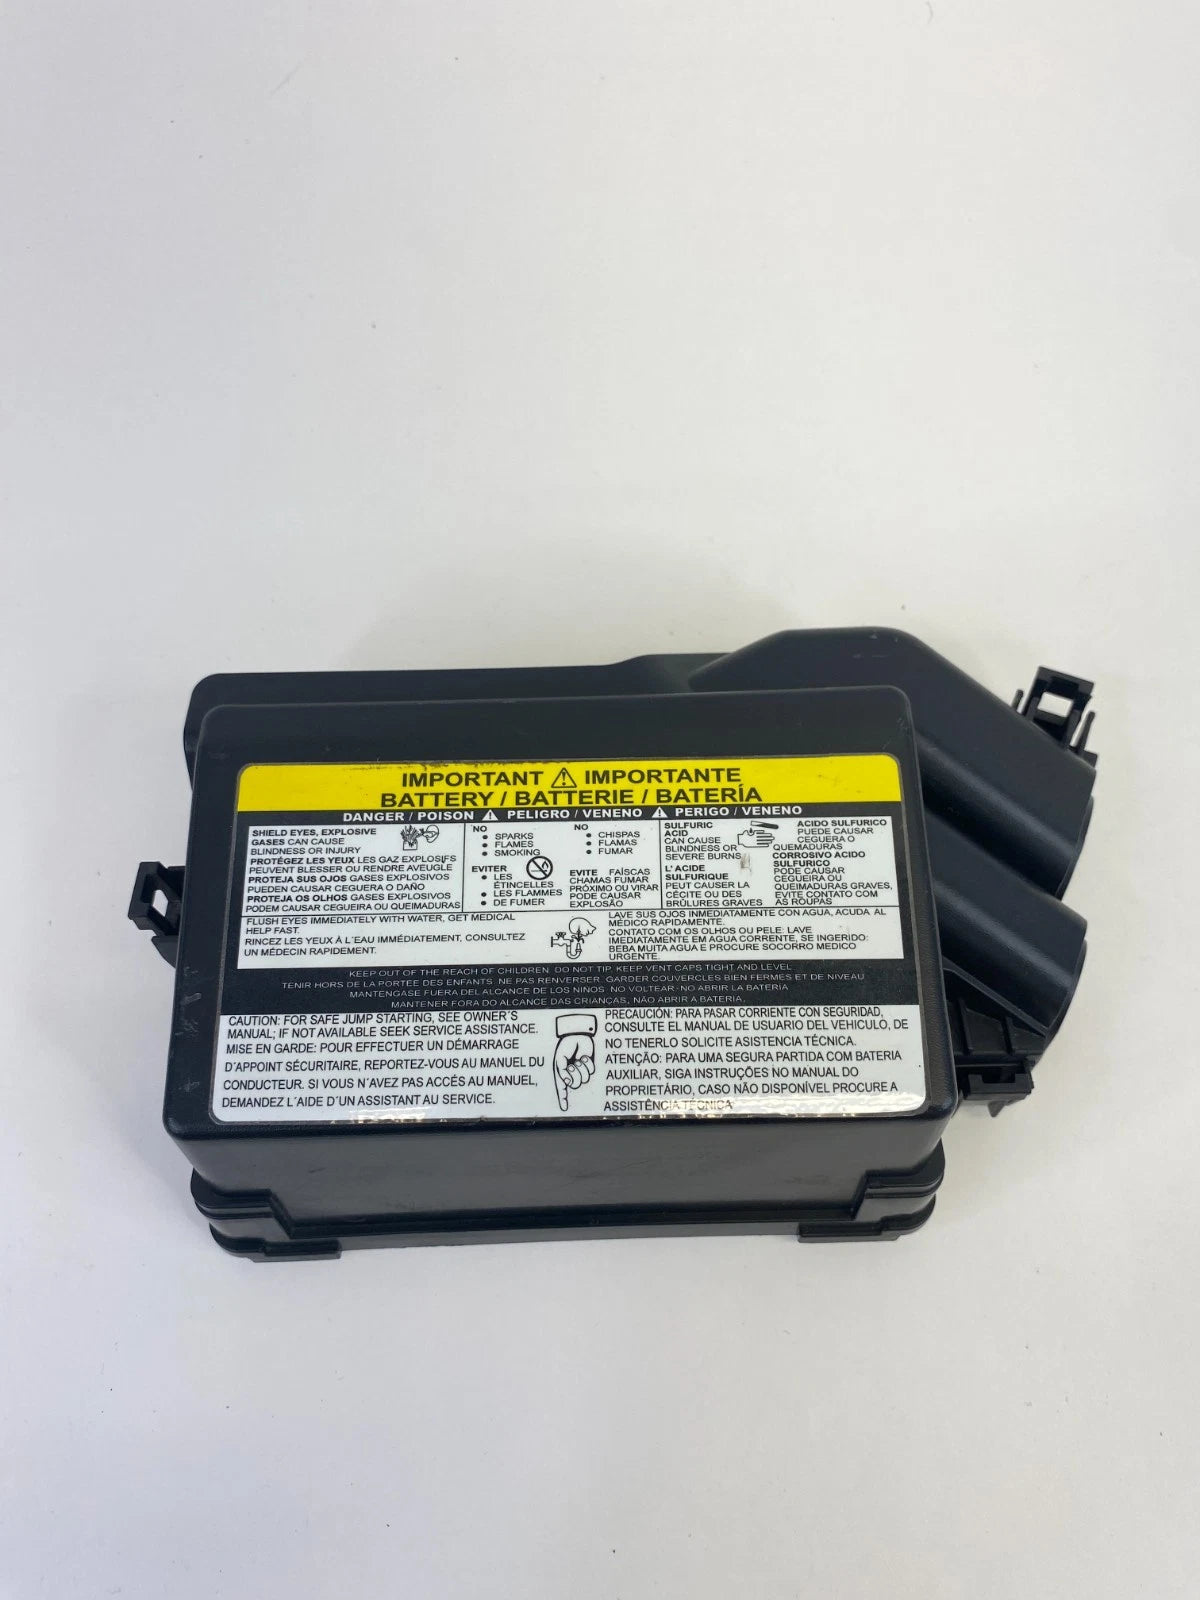 IMPORTANT ⚠ IMPORTANTE
BATTERY / BATTERIE / BATERÍA
DANGER / POISON ⚠ PELIGRO / VENENO ⚠ PERIGO / VENENO
SHIELD EYES, EXPLOSIVE
GASES CAN CAUSE
BLINDNESS OR INJURY
PROTÉGEZ LES YEUX LES GAZ EXPLOSIFS
PEUVENT BLESSER OU RENDRE AVEUGLE
PROTEJA SUS OJOS GASES EXPLOSIVOS
PUEDEN CAUSAR CEGUERA O DAÑO
PROTEJA OS OLHOS GASES EXPLOSIVOS
PODEM CAUSAR CEGUEIRA OU QUEIMADURAS
NO
• SPARKS
• FLAMES
• SMOKING
EVITER
• LES
ÉTINCELLES
• LES FLAMMES
• DE FUMER
NO
• CHISPAS
• FLAMAS
• FUMAR
EVITE FAÍSCAS
CHAMAS FUMAR
PRÓXIMO OU VIRAR
PODE CAUSAR
EXPLOSÃO
SULFURIC
ACID
CAN CAUSE
BLINDNESS OR
SEVERE BURNS
L' ACIDE
SULFURIQUE
PEUT CAUSER LA
CÉCITE OU DES
BRÛLURES GRAVES
ACIDO SULFURICO
PUEDE CAUSAR
CEGUERA O
QUEMADURAS
CORROSIVO ACIDO
SULFÚRICO
PODE CAUSAR
CEGUEIRA OU
QUEIMADURAS GRAVES,
EVITE CONTATO COM
AS ROUPAS
FLUSH EYES IMMEDIATELY WITH WATER, GET MEDICAL
HELP FAST.
RINCEZ LES YEUX À L´EAU IMMÉDIATEMENT, CONSULTEZ
UN MÉDECIN RAPIDEMENT.
LAVE SUS OJOS INMEDIATAMENTE CON AGUA, ACUDA AL
MÉDICO RAPIDAMENTE.
CONTATO COM OS OLHOS OU PELE: LAVE
IMEDIATAMENTE EM AGUA CORRENTE, SE INGERIDO:
BEBA MUITA AGUA E PROCURE SOCORRO MEDICO
URGENTE.
KEEP OUT OF THE REACH OF CHILDREN. DO NOT TIP. KEEP VENT CAPS TIGHT AND LEVEL
TENIR HORS DE LA PORTÉE DES ENFANTS. NE PAS RENVERSER. GARDER COUVERCLES BIEN FERMES ET DE NIVEAU
MANTENGASE FUERA DEL ALCANCE DE LOS NINOS. NO VOLTEAR- NO ABRIR LA BATERÍA
MANTENER FORA DO ALCANCE DAS CRIANÇAS, NÃO ABRIR A BATERIA.
CAUTION: FOR SAFE JUMP STARTING, SEE OWNER´S
MANUAL; IF NOT AVAILABLE SEEK SERVICE ASSISTANCE.
MISE EN GARDE: POUR EFFECTUER UN DÉMARRAGE
D´APPOINT SÉCURITAIRE, REPORTEZ-VOUS AU MANUEL DU
CONDUCTEUR. SI VOUS N´AVEZ PAS ACCÉS AU MANUEL,
DEMANDEZ L´AIDE D´UN ASSISTANT AU SERVICE.
PRECAUCIÓN: PARA PASAR CORRIENTE CON SEGURIDAD,
CONSULTE EL MANUAL DE USUARIO DEL VEHICULO, DE
NO TENERLO SOLICITE ASISTENCIA TÉCNICA.
ATENÇÃO: PARA UMA SEGURA PARTIDA COM BATERIA
AUXILIAR, SIGA INSTRUÇÕES NO MANUAL DO
PROPRIETÁRIO, CASO NÃO DISPONÍVEL PROCURE A
ASSISTÊNCIA TÉCNICA